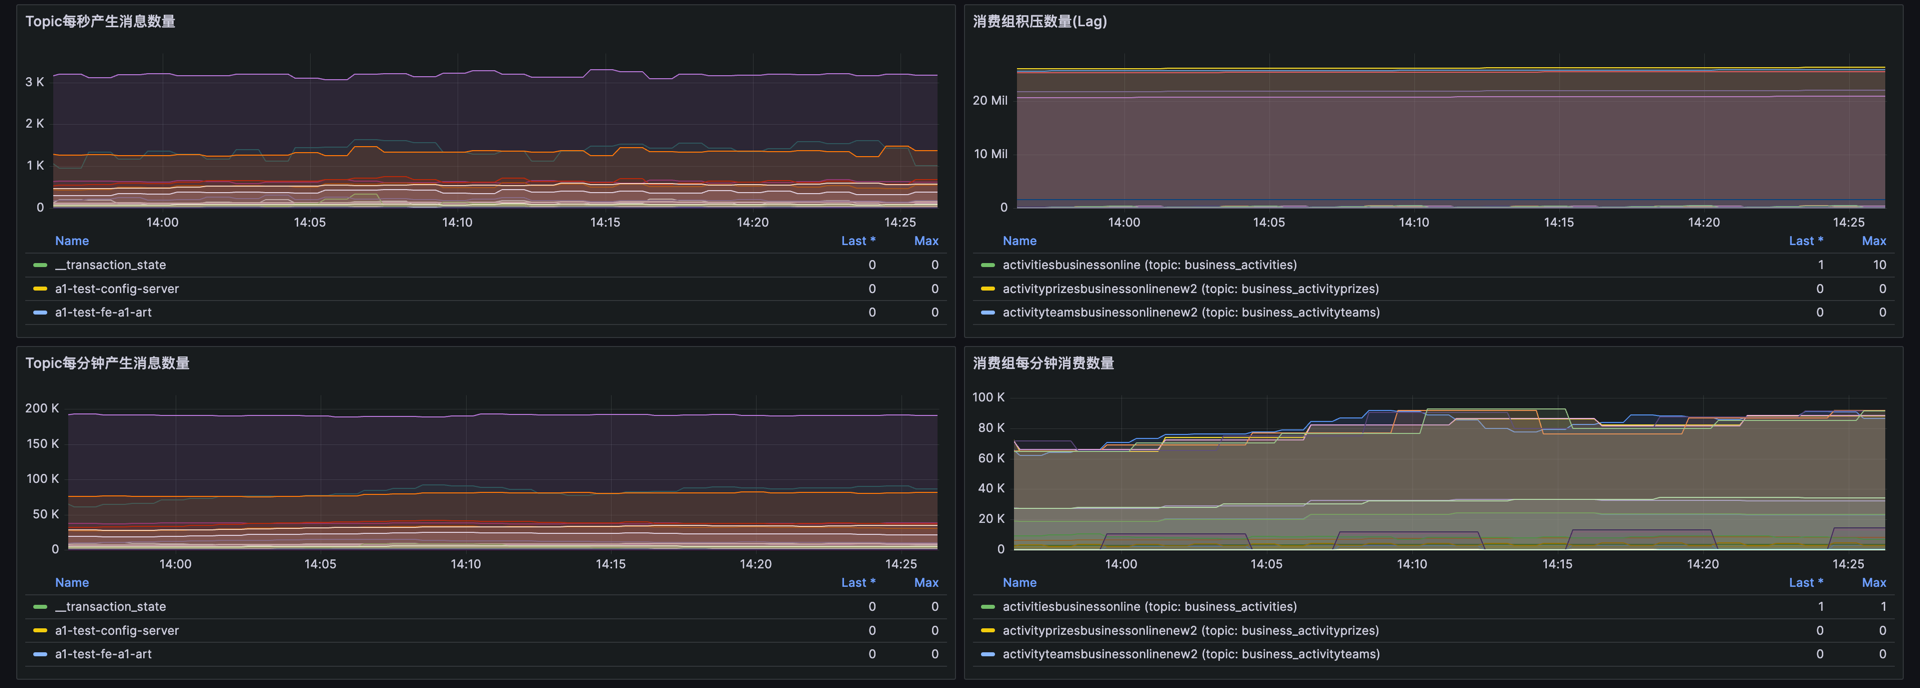 Topic每秒产生消息数量
3 K
2 K
1 K
0
14:00 14:05 14:10 14:15 14:20 14:25
Name Last * Max
__transaction_state 0 0
a1-test-config-server 0 0
a1-test-fe-a1-art 0 0
消费组积压数量(Lag)
20 Mil
10 Mil
0
14:00 14:05 14:10 14:15 14:20 14:25
Name Last * Max
activitiesbusinessonline (topic: business_activities) 1 10
activityprizesbusinessonlinenew2 (topic: business_activityprizes) 0 0
activityteamsbusinessonlinenew2 (topic: business_activityteams) 0 0
Topic每分钟产生消息数量
200 K
150 K
100 K
50 K
0
14:00 14:05 14:10 14:15 14:20 14:25
Name Last * Max
__transaction_state 0 0
a1-test-config-server 0 0
a1-test-fe-a1-art 0 0
消费组每分钟消费数量
100 K
80 K
60 K
40 K
20 K
0
14:00 14:05 14:10 14:15 14:20 14:25
Name Last * Max
activitiesbusinessonline (topic: business_activities) 1 1
activityprizesbusinessonlinenew2 (topic: business_activityprizes) 0 0
activityteamsbusinessonlinenew2 (topic: business_activityteams) 0 0